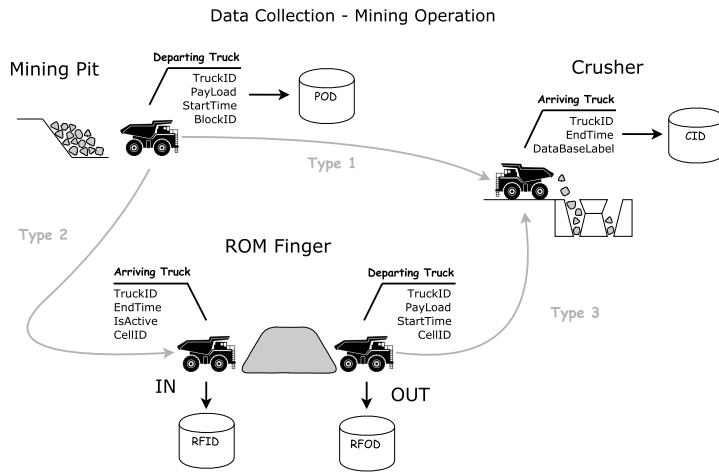 Data Collection - Mining Operation
Mining Pit
Departing Truck
TruckID
PayLoad
StartTime
BlockID
POD
Crusher
Arriving Truck
TruckID
EndTime
DataBaseLabel
CID
Type 1
Type 2
ROM Finger
Arriving Truck
TruckID
EndTime
IsActive
CellID
Departing Truck
TruckID
PayLoad
StartTime
CellID
Type 3
IN
OUT
RFID
RFOD